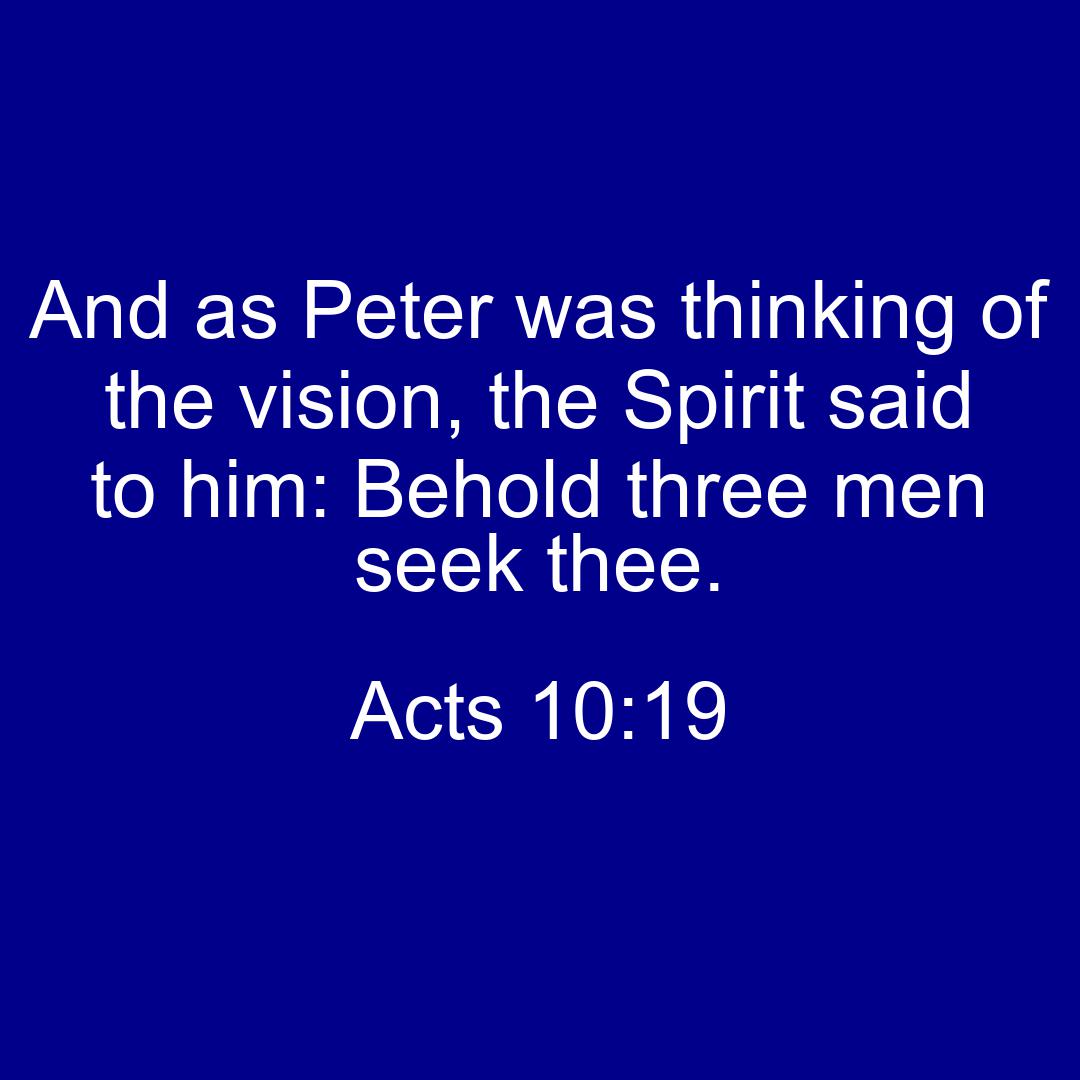 And as Peter was thinking of
the vision, the Spirit said
to him: Behold three men
seek thee.
Acts 10:19